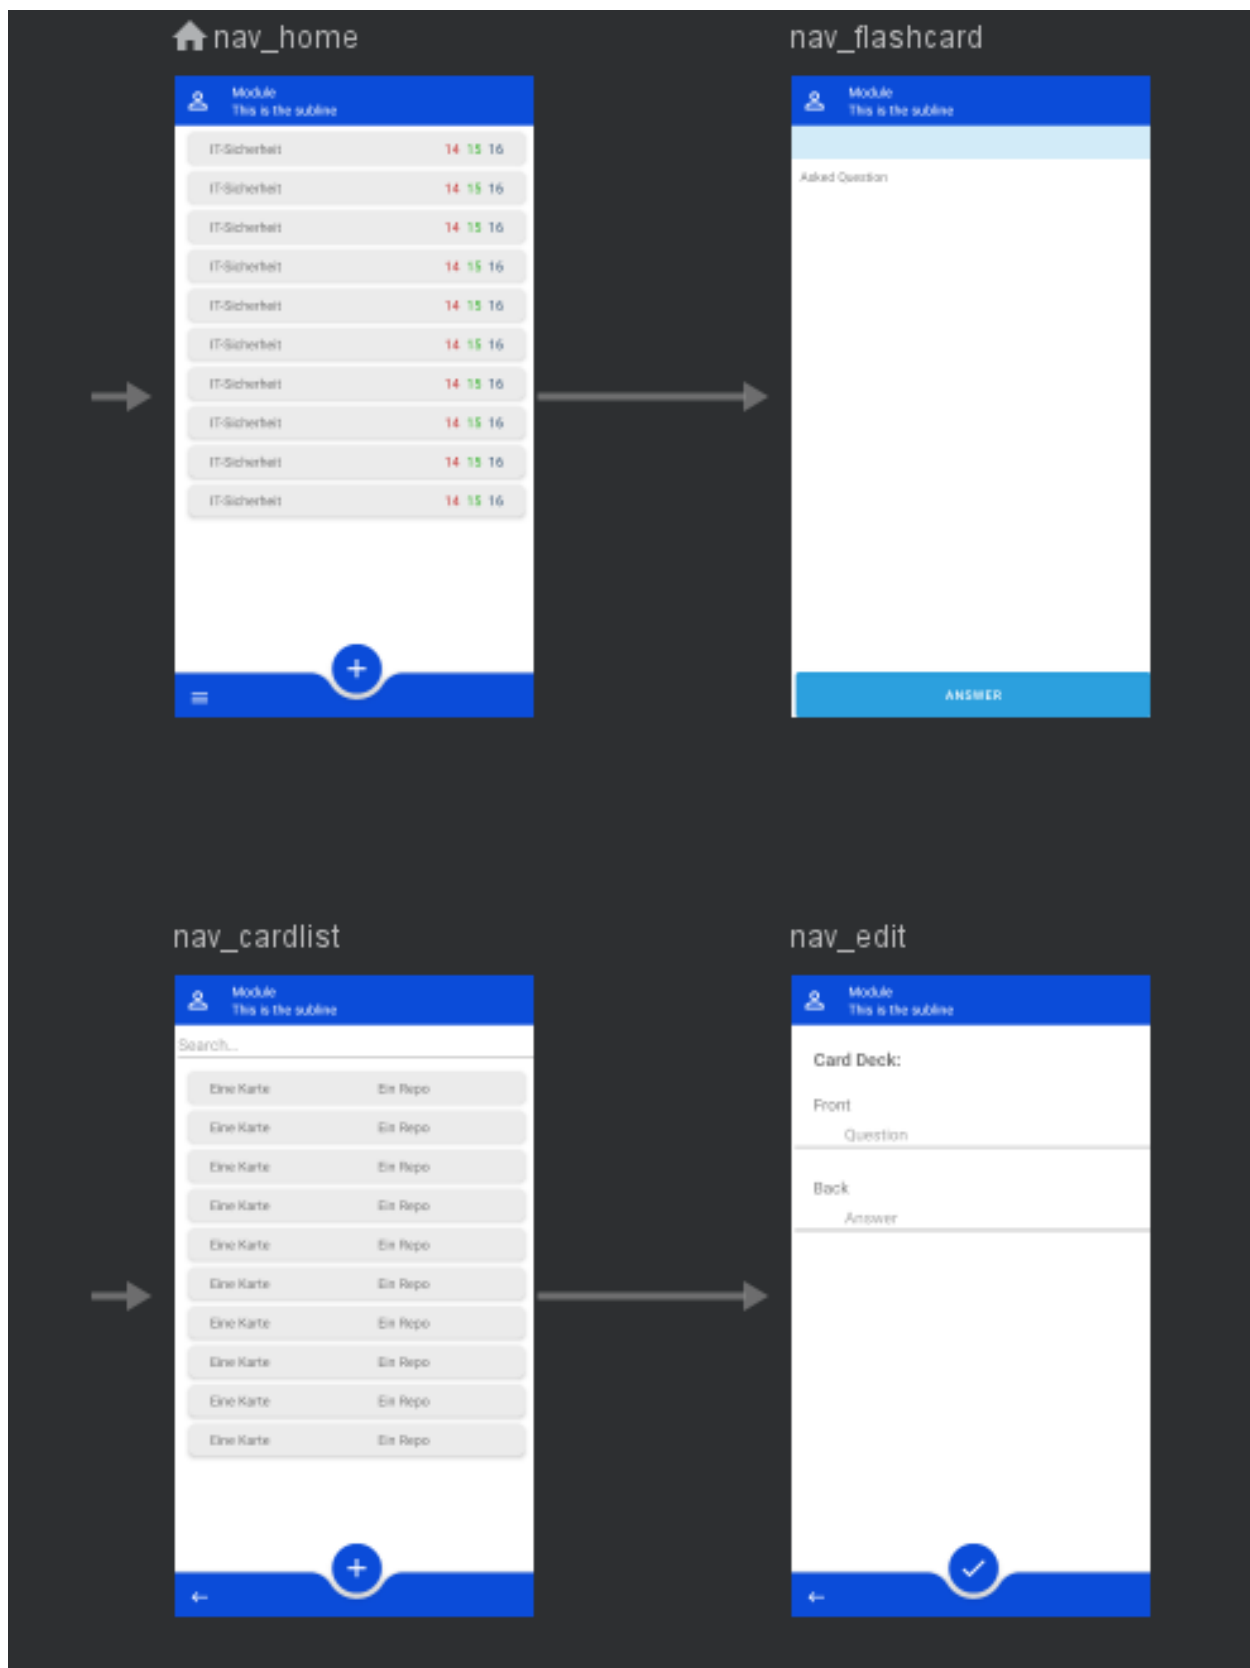 nav_home
Module
This is the subline
IT-Sicherheit 14 15 16
IT-Sicherheit 14 15 16
IT-Sicherheit 14 15 16
IT-Sicherheit 14 15 16
IT-Sicherheit 14 15 16
IT-Sicherheit 14 15 16
IT-Sicherheit 14 15 16
IT-Sicherheit 14 15 16
IT-Sicherheit 14 15 16
IT-Sicherheit 14 15 16
nav_flashcard
Module
This is the subline
Asked Question
ANSWER
nav_cardlist
Module
This is the subline
Search...
Eine Karte Ein Repo
Eine Karte Ein Repo
Eine Karte Ein Repo
Eine Karte Ein Repo
Eine Karte Ein Repo
Eine Karte Ein Repo
Eine Karte Ein Repo
Eine Karte Ein Repo
Eine Karte Ein Repo
Eine Karte Ein Repo
nav_edit
Module
This is the subline
Card Deck:
Front
Question
Back
Answer